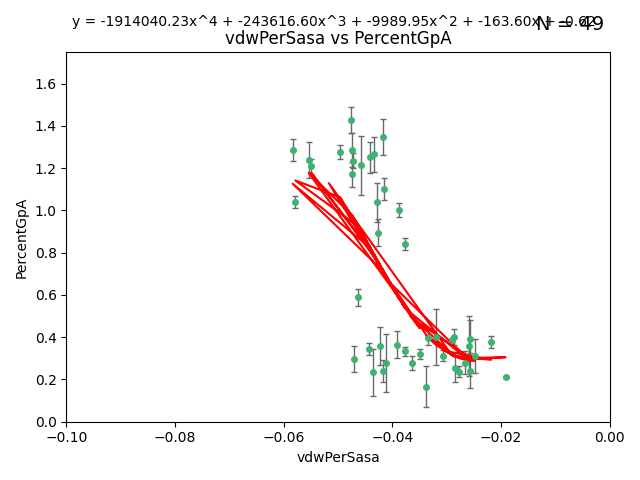 y = -1914040.23x^4 + -243616.60x^3 + -9989.95x^2 + -163.60x + -0.62
N = 49
vdwPerSasa vs PercentGpA
PercentGpA
1.6
1.4
1.2
1.0
0.8
0.6
0.4
0.2
0.0
−0.10 −0.08 −0.06 −0.04 −0.02 0.00
vdwPerSasa